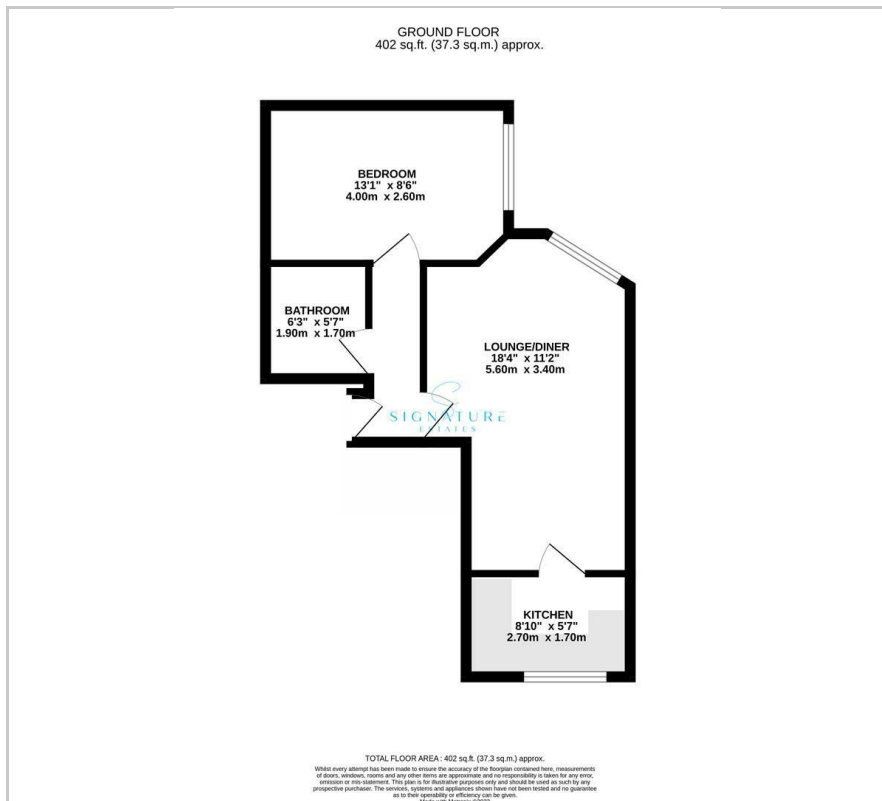 GROUND FLOOR
402 sq.ft. (37.3 sq.m.) approx.
BEDROOM
13'1" x 8'6"
4.00m x 2.60m
BATHROOM
6'3" x 5'7"
1.90m x 1.70m
LOUNGE/DINER
18'4" x 11'2"
5.60m x 3.40m
SIGNATURE
ESTATES
KITCHEN
8'10" x 5'7"
2.70m x 1.70m
TOTAL FLOOR AREA : 402 sq.ft. (37.3 sq.m.) approx.
Whilst every attempt has been made to ensure the accuracy of the floorplan contained here, measurements
of doors, windows, rooms and any other items are approximate and no responsibility is taken for any error,
omission or mis-statement. This plan is for illustrative purposes only and should be used as such by any
prospective purchaser. The services, systems and appliances shown have not been tested and no guarantee
as to their operability or efficiency can be given.
Made with Metropix